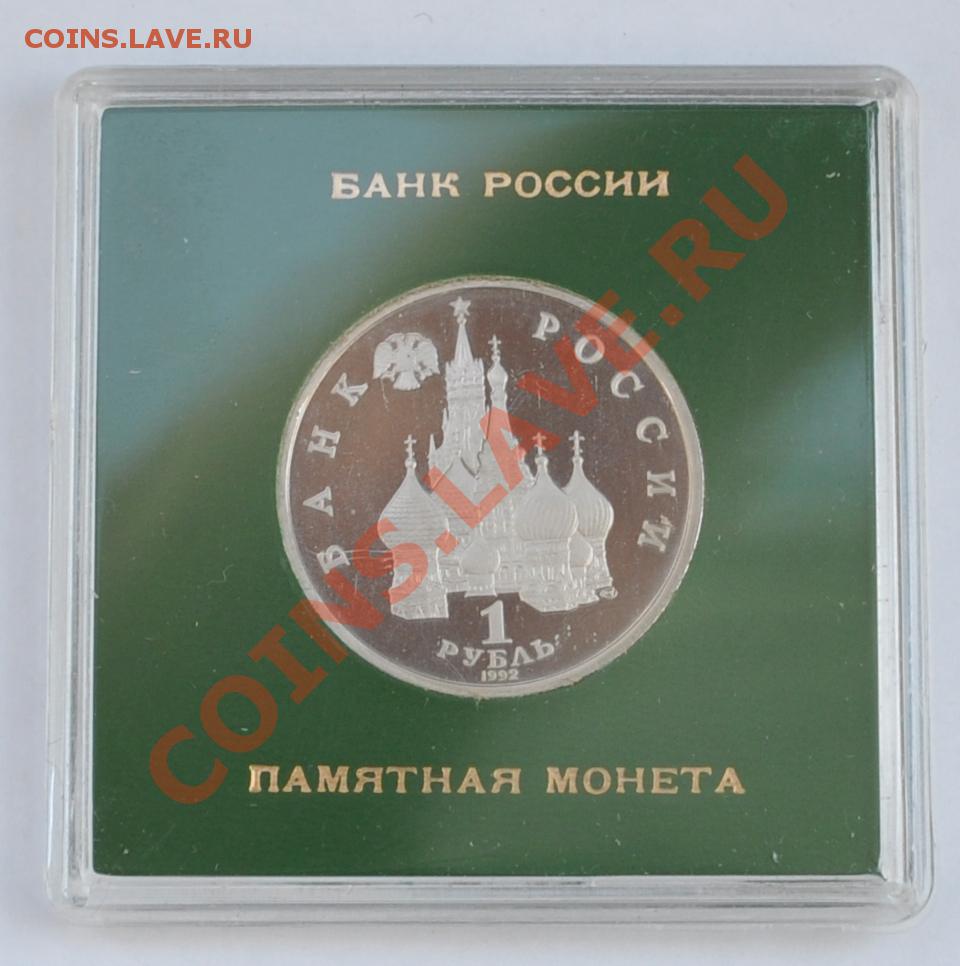 COINS.LAVE.RU
БАНК РОССИИ
БАНК РОССИИ
1
РУБЛЬ
1992
ПАМЯТНАЯ МОНЕТА
COINS.LAVE.RU